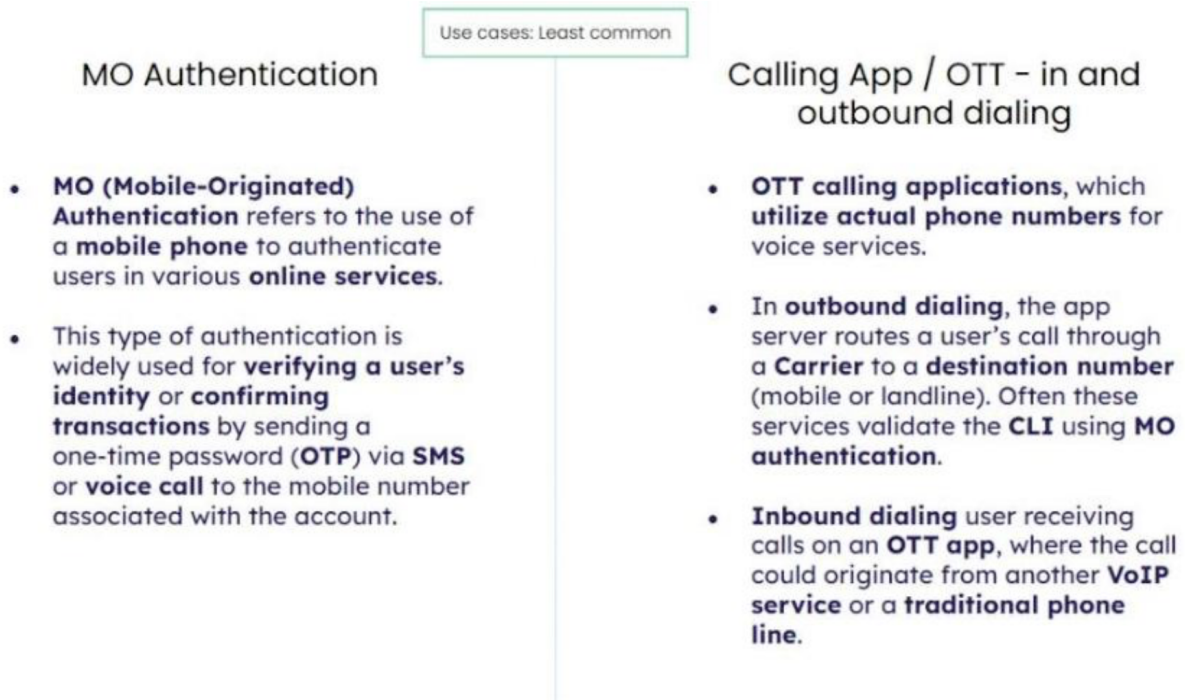 Use cases: Least common
MO Authentication
• MO (Mobile-Originated)
Authentication refers to the use of
a mobile phone to authenticate
users in various online services.
• This type of authentication is
widely used for verifying a user's
identity or confirming
transactions by sending a
one-time password (OTP) via SMS
or voice call to the mobile number
associated with the account.
Calling App / OTT - in and
outbound dialing
• OTT calling applications, which
utilize actual phone numbers for
voice services.
• In outbound dialing, the app
server routes a user's call through
a Carrier to a destination number
(mobile or landline). Often these
services validate the CLI using MO
authentication.
• Inbound dialing user receiving
calls on an OTT app, where the call
could originate from another VoIP
service or a traditional phone
line.